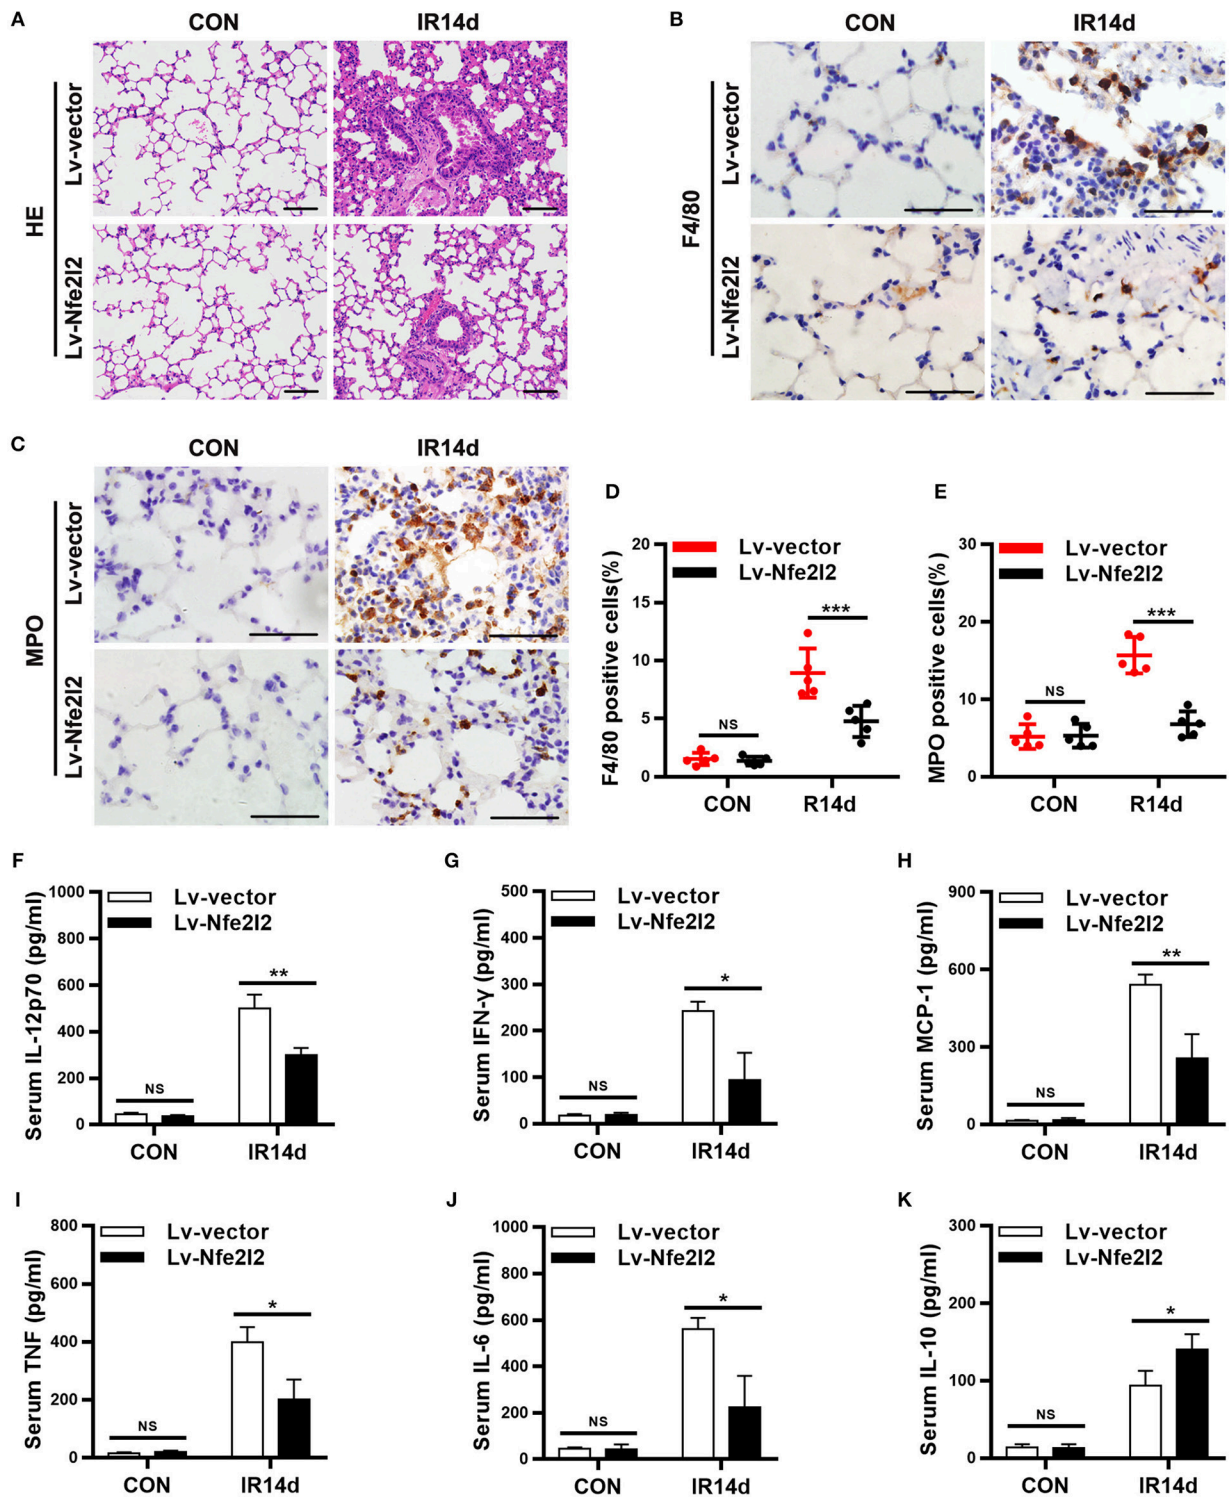 A
CON
IR14d
HE
Lv-vector
Lv-Nfe2l2
B
CON
IR14d
F4/80
Lv-vector
Lv-Nfe2l2
C
CON
IR14d
MPO
Lv-vector
Lv-Nfe2l2
D
F4/80 positive cells(%)
20
15
10
5
0
Lv-vector
Lv-Nfe2l2
NS
***
CON
R14d
E
MPO positive cells(%)
30
20
10
0
Lv-vector
Lv-Nfe2l2
NS
***
CON
R14d
F
Serum IL-12p70 (pg/ml)
1000
800
600
400
200
0
Lv-vector
Lv-Nfe2l2
NS
**
CON
IR14d
G
Serum IFN-γ (pg/ml)
500
400
300
200
100
0
Lv-vector
Lv-Nfe2l2
NS
*
CON
IR14d
H
Serum MCP-1 (pg/ml)
900
600
300
0
Lv-vector
Lv-Nfe2l2
NS
**
CON
IR14d
I
Serum TNF (pg/ml)
800
600
400
200
0
Lv-vector
Lv-Nfe2l2
NS
*
CON
IR14d
J
Serum IL-6 (pg/ml)
1000
800
600
400
200
0
Lv-vector
Lv-Nfe2l2
NS
*
CON
IR14d
K
Serum IL-10 (pg/ml)
300
200
100
0
Lv-vector
Lv-Nfe2l2
NS
*
CON
IR14d